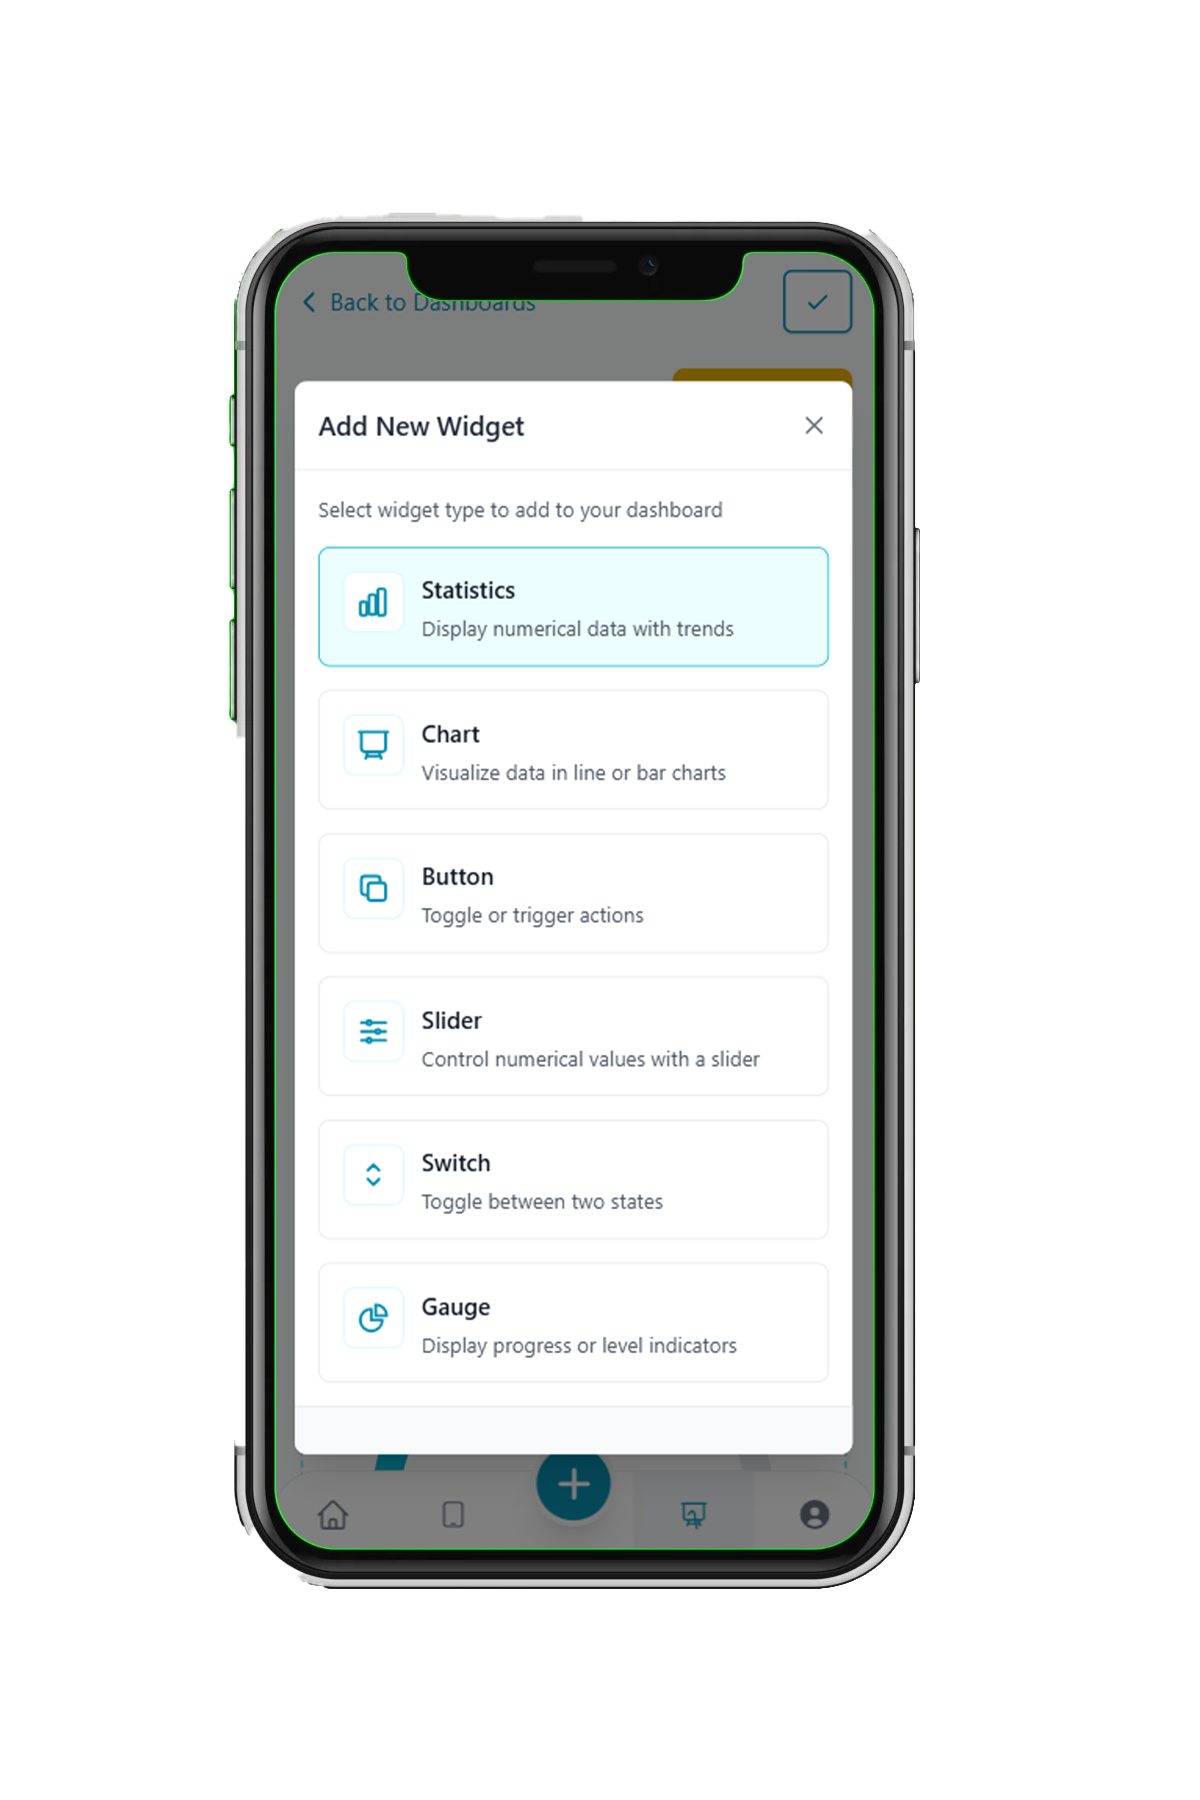 Back to Dashboards
Add New Widget
Select widget type to add to your dashboard
Statistics
Display numerical data with trends
Chart
Visualize data in line or bar charts
Button
Toggle or trigger actions
Slider
Control numerical values with a slider
Switch
Toggle between two states
Gauge
Display progress or level indicators